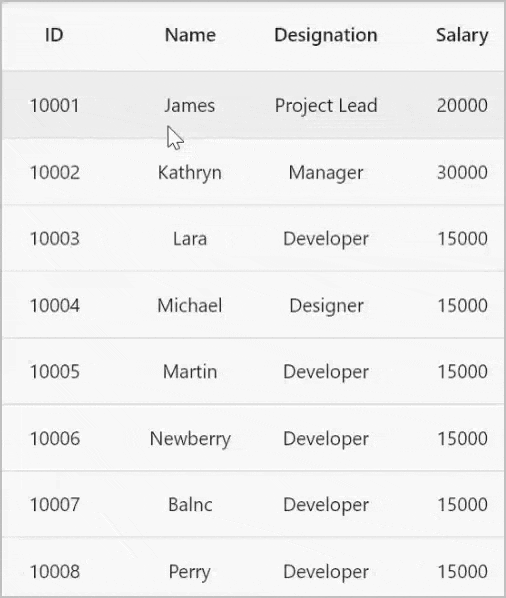 ID Name Designation Salary
10001 James Project Lead 20000
10002 Kathryn Manager 30000
10003 Lara Developer 15000
10004 Michael Designer 15000
10005 Martin Developer 15000
10006 Newberry Developer 15000
10007 Balnc Developer 15000
10008 Perry Developer 15000